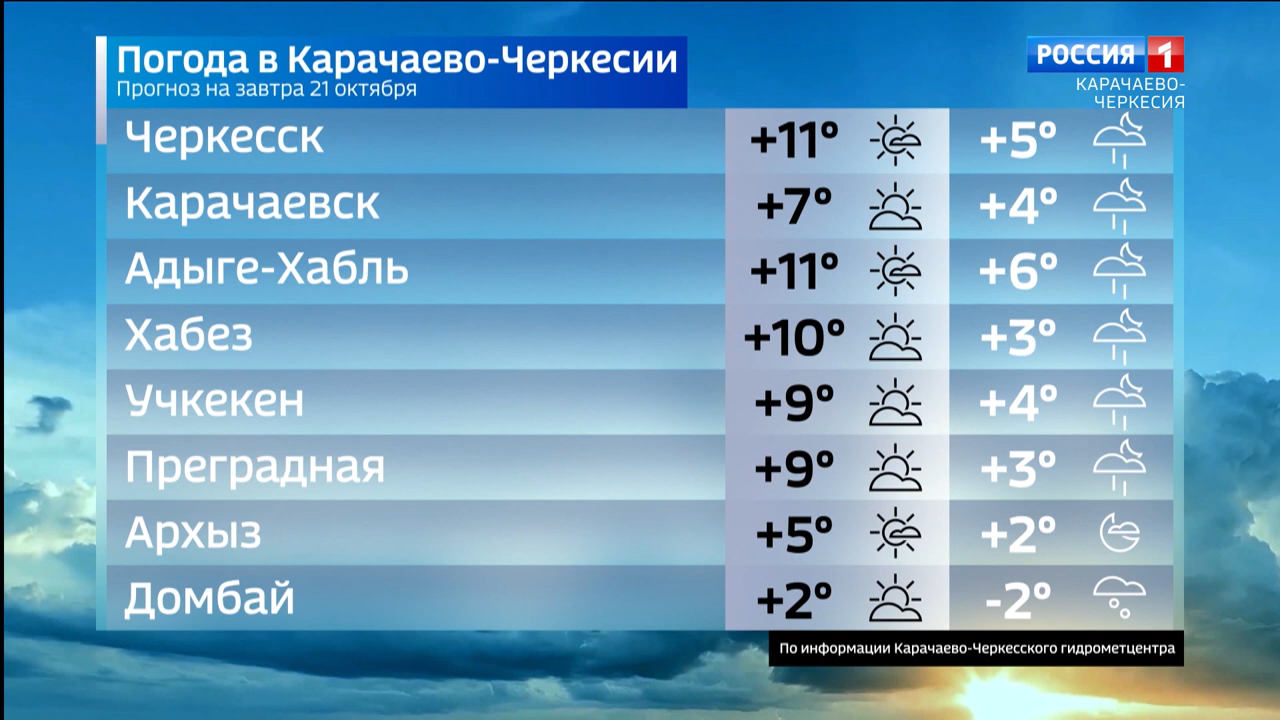 Погода в Карачаево-Черкесии
Прогноз на завтра 21 октября
РОССИЯ 1
КАРАЧАЕВО-
ЧЕРКЕСИЯ
Черкесск +11° +5°
Карачаевск +7° +4°
Адыге-Хабль +11° +6°
Хабез +10° +3°
Учкекен +9° +4°
Преградная +9° +3°
Архыз +5° +2°
Домбай +2° -2°
По информации Карачаево-Черкесского гидрометцентра